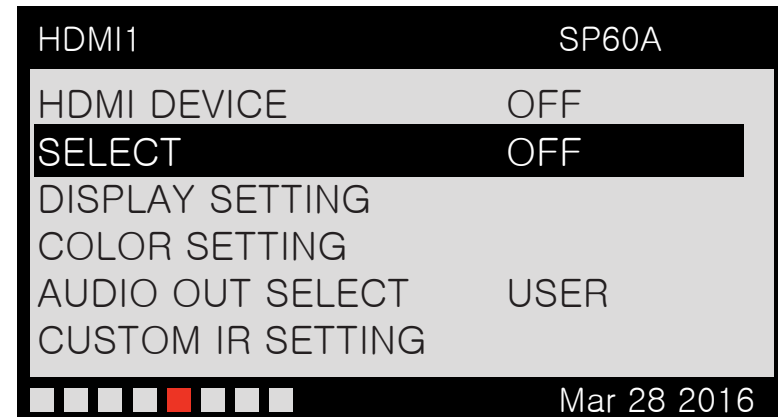 HDMI1 SP60A
HDMI DEVICE OFF
SELECT OFF
DISPLAY SETTING
COLOR SETTING
AUDIO OUT SELECT USER
CUSTOM IR SETTING
Mar 28 2016